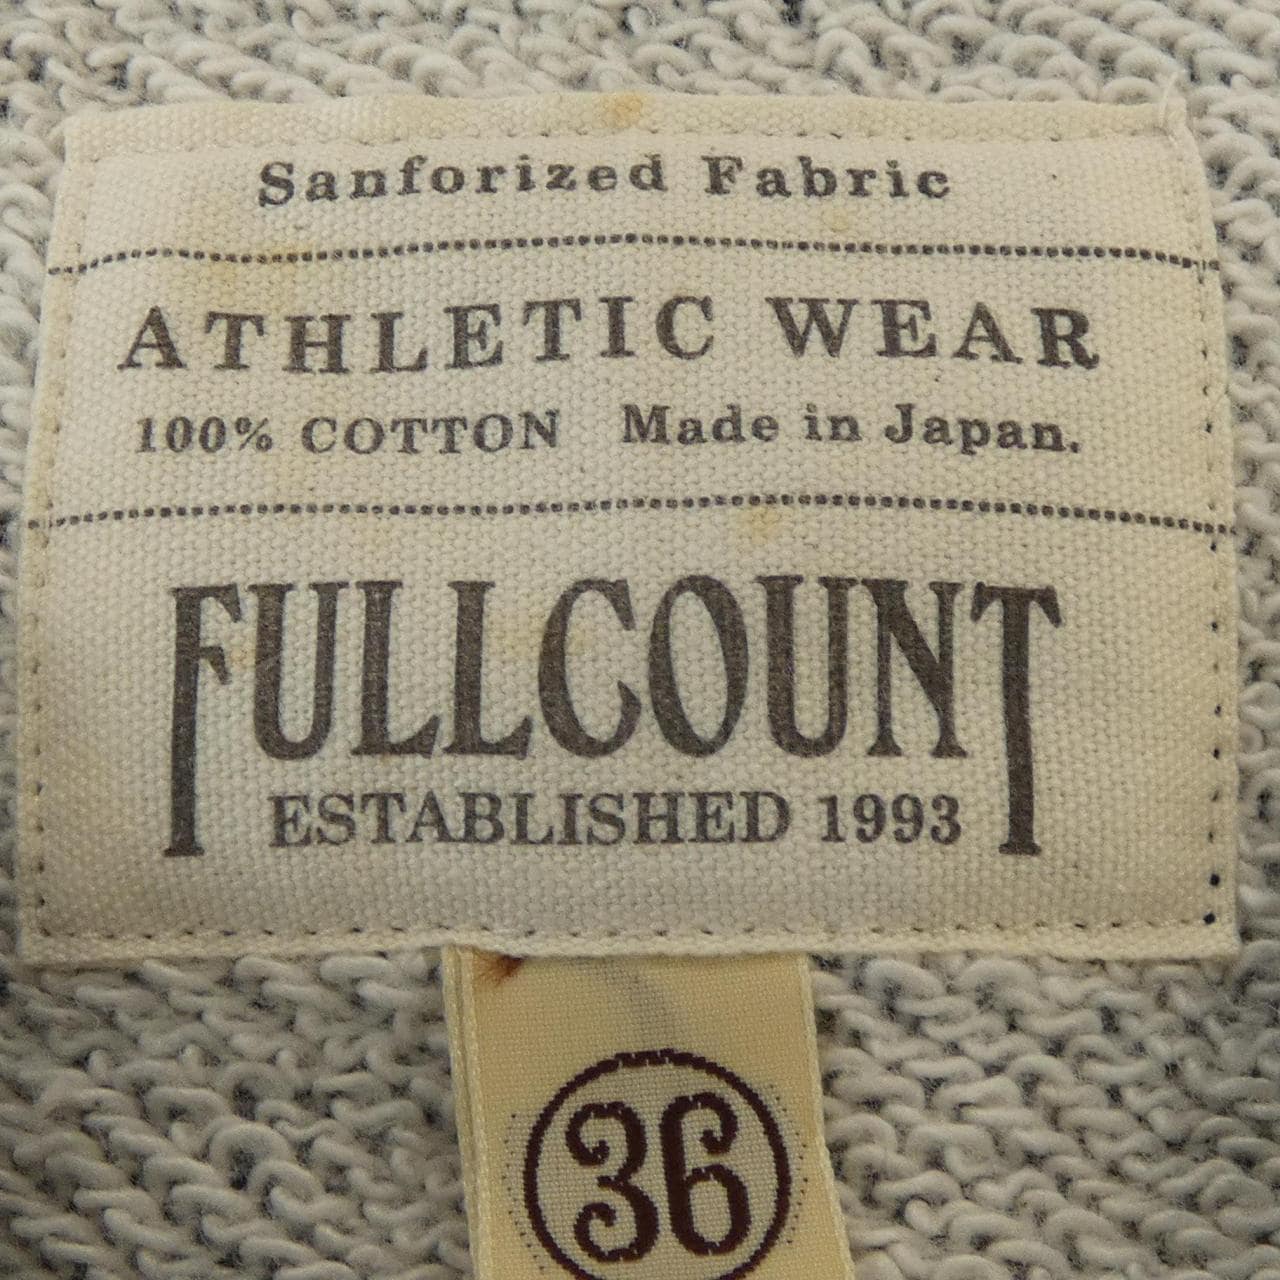 Sanforized Fabric
ATHLETIC WEAR
100% COTTON Made in Japan.
FULLCOUNT
ESTABLISHED 1993
36